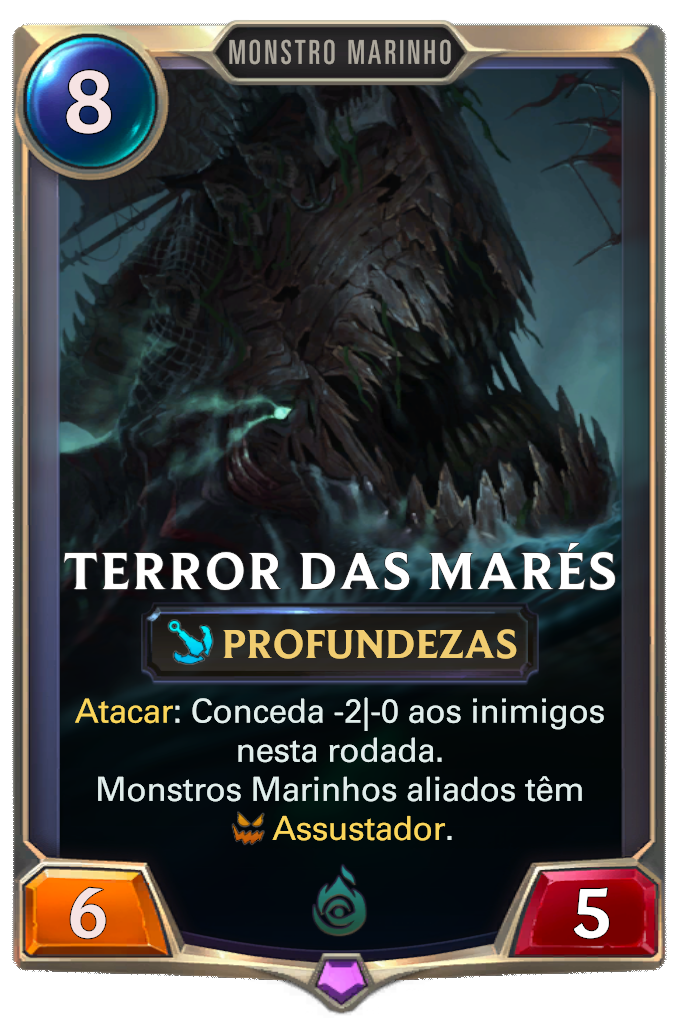 MONSTRO MARINHO
8
TERROR DAS MARÉS
PROFUNDEZAS
Atacar: Conceda -2|-0 aos inimigos
nesta rodada.
Monstros Marinhos aliados têm
Assustador.
6
5